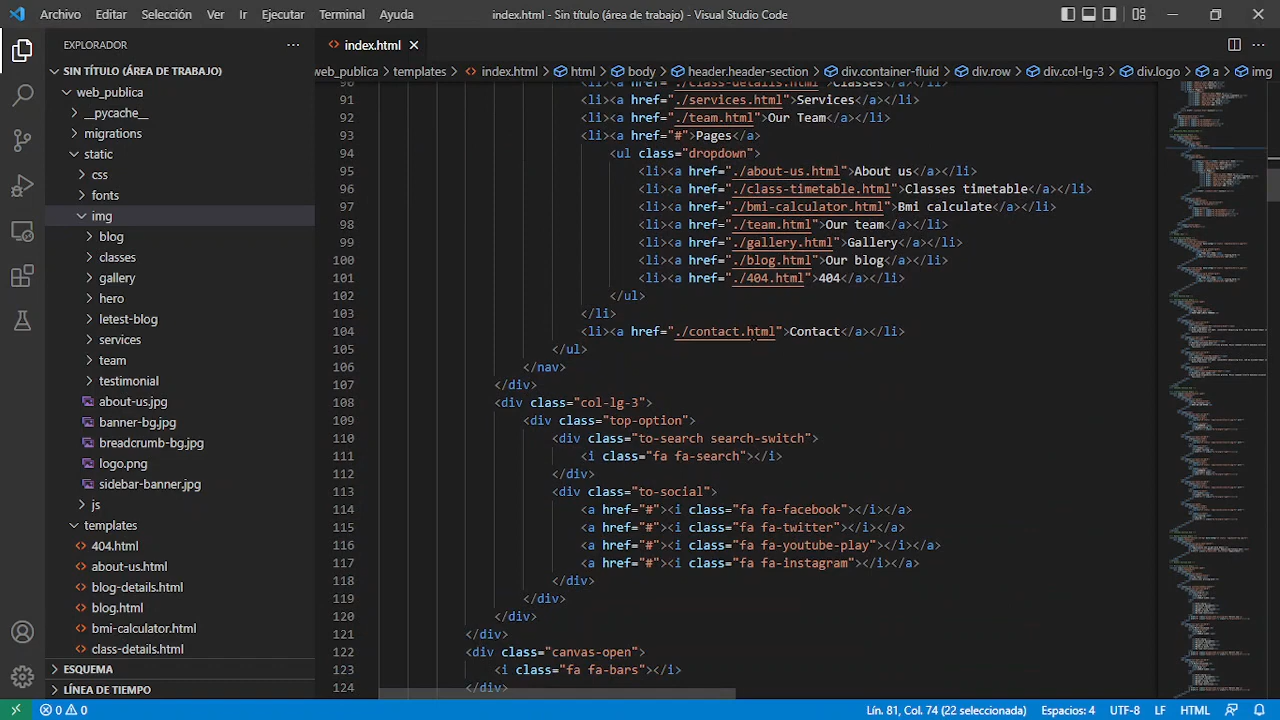 Archivo Editar Selección Ver Ir Ejecutar Terminal Ayuda index.html - Sin título (área de trabajo) - Visual Studio Code
EXPLORADOR
index.html
SIN TÍTULO (ÁREA DE TRABAJO)
web_publica
__pycache__
migrations
static
css
fonts
img
blog
classes
gallery
hero
letest-blog
services
team
testimonial
about-us.jpg
banner-bg.jpg
breadcrumb-bg.jpg
logo.png
sidebar-banner.jpg
js
templates
404.html
about-us.html
blog-details.html
blog.html
bmi-calculator.html
class-details.html
ESQUEMA
LÍNEA DE TIEMPO
web_publica > templates > index.html > html > body > header.header-section > div.container-fluid > div.row > div.col-lg-3 > div.logo > a > img
90 <li><a href="./class-details.html">Classes</a></li>
91 <li><a href="./services.html">Services</a></li>
92 <li><a href="./team.html">Our Team</a></li>
93 <li><a href="#">Pages</a>
94 <ul class="dropdown">
95 <li><a href="./about-us.html">About us</a></li>
96 <li><a href="./class-timetable.html">Classes timetable</a></li>
97 <li><a href="./bmi-calculator.html">Bmi calculate</a></li>
98 <li><a href="./team.html">Our team</a></li>
99 <li><a href="./gallery.html">Gallery</a></li>
100 <li><a href="./blog.html">Our blog</a></li>
101 <li><a href="./404.html">404</a></li>
102 </ul>
103 </li>
104 <li><a href="./contact.html">Contact</a></li>
105 </ul>
106 </nav>
107 </div>
108 <div class="col-lg-3">
109 <div class="top-option">
110 <div class="to-search search-switch">
111 <i class="fa fa-search"></i>
112 </div>
113 <div class="to-social">
114 <a href="#"><i class="fa fa-facebook"></i></a>
115 <a href="#"><i class="fa fa-twitter"></i></a>
116 <a href="#"><i class="fa fa-youtube-play"></i></a>
117 <a href="#"><i class="fa fa-instagram"></i></a>
118 </div>
119 </div>
120 </div>
121 </div>
122 <div class="canvas-open">
123 <i class="fa fa-bars"></i>
124 </div>
0 0 Lín. 81, Col. 74 (22 seleccionada) Espacios: 4 UTF-8 LF HTML